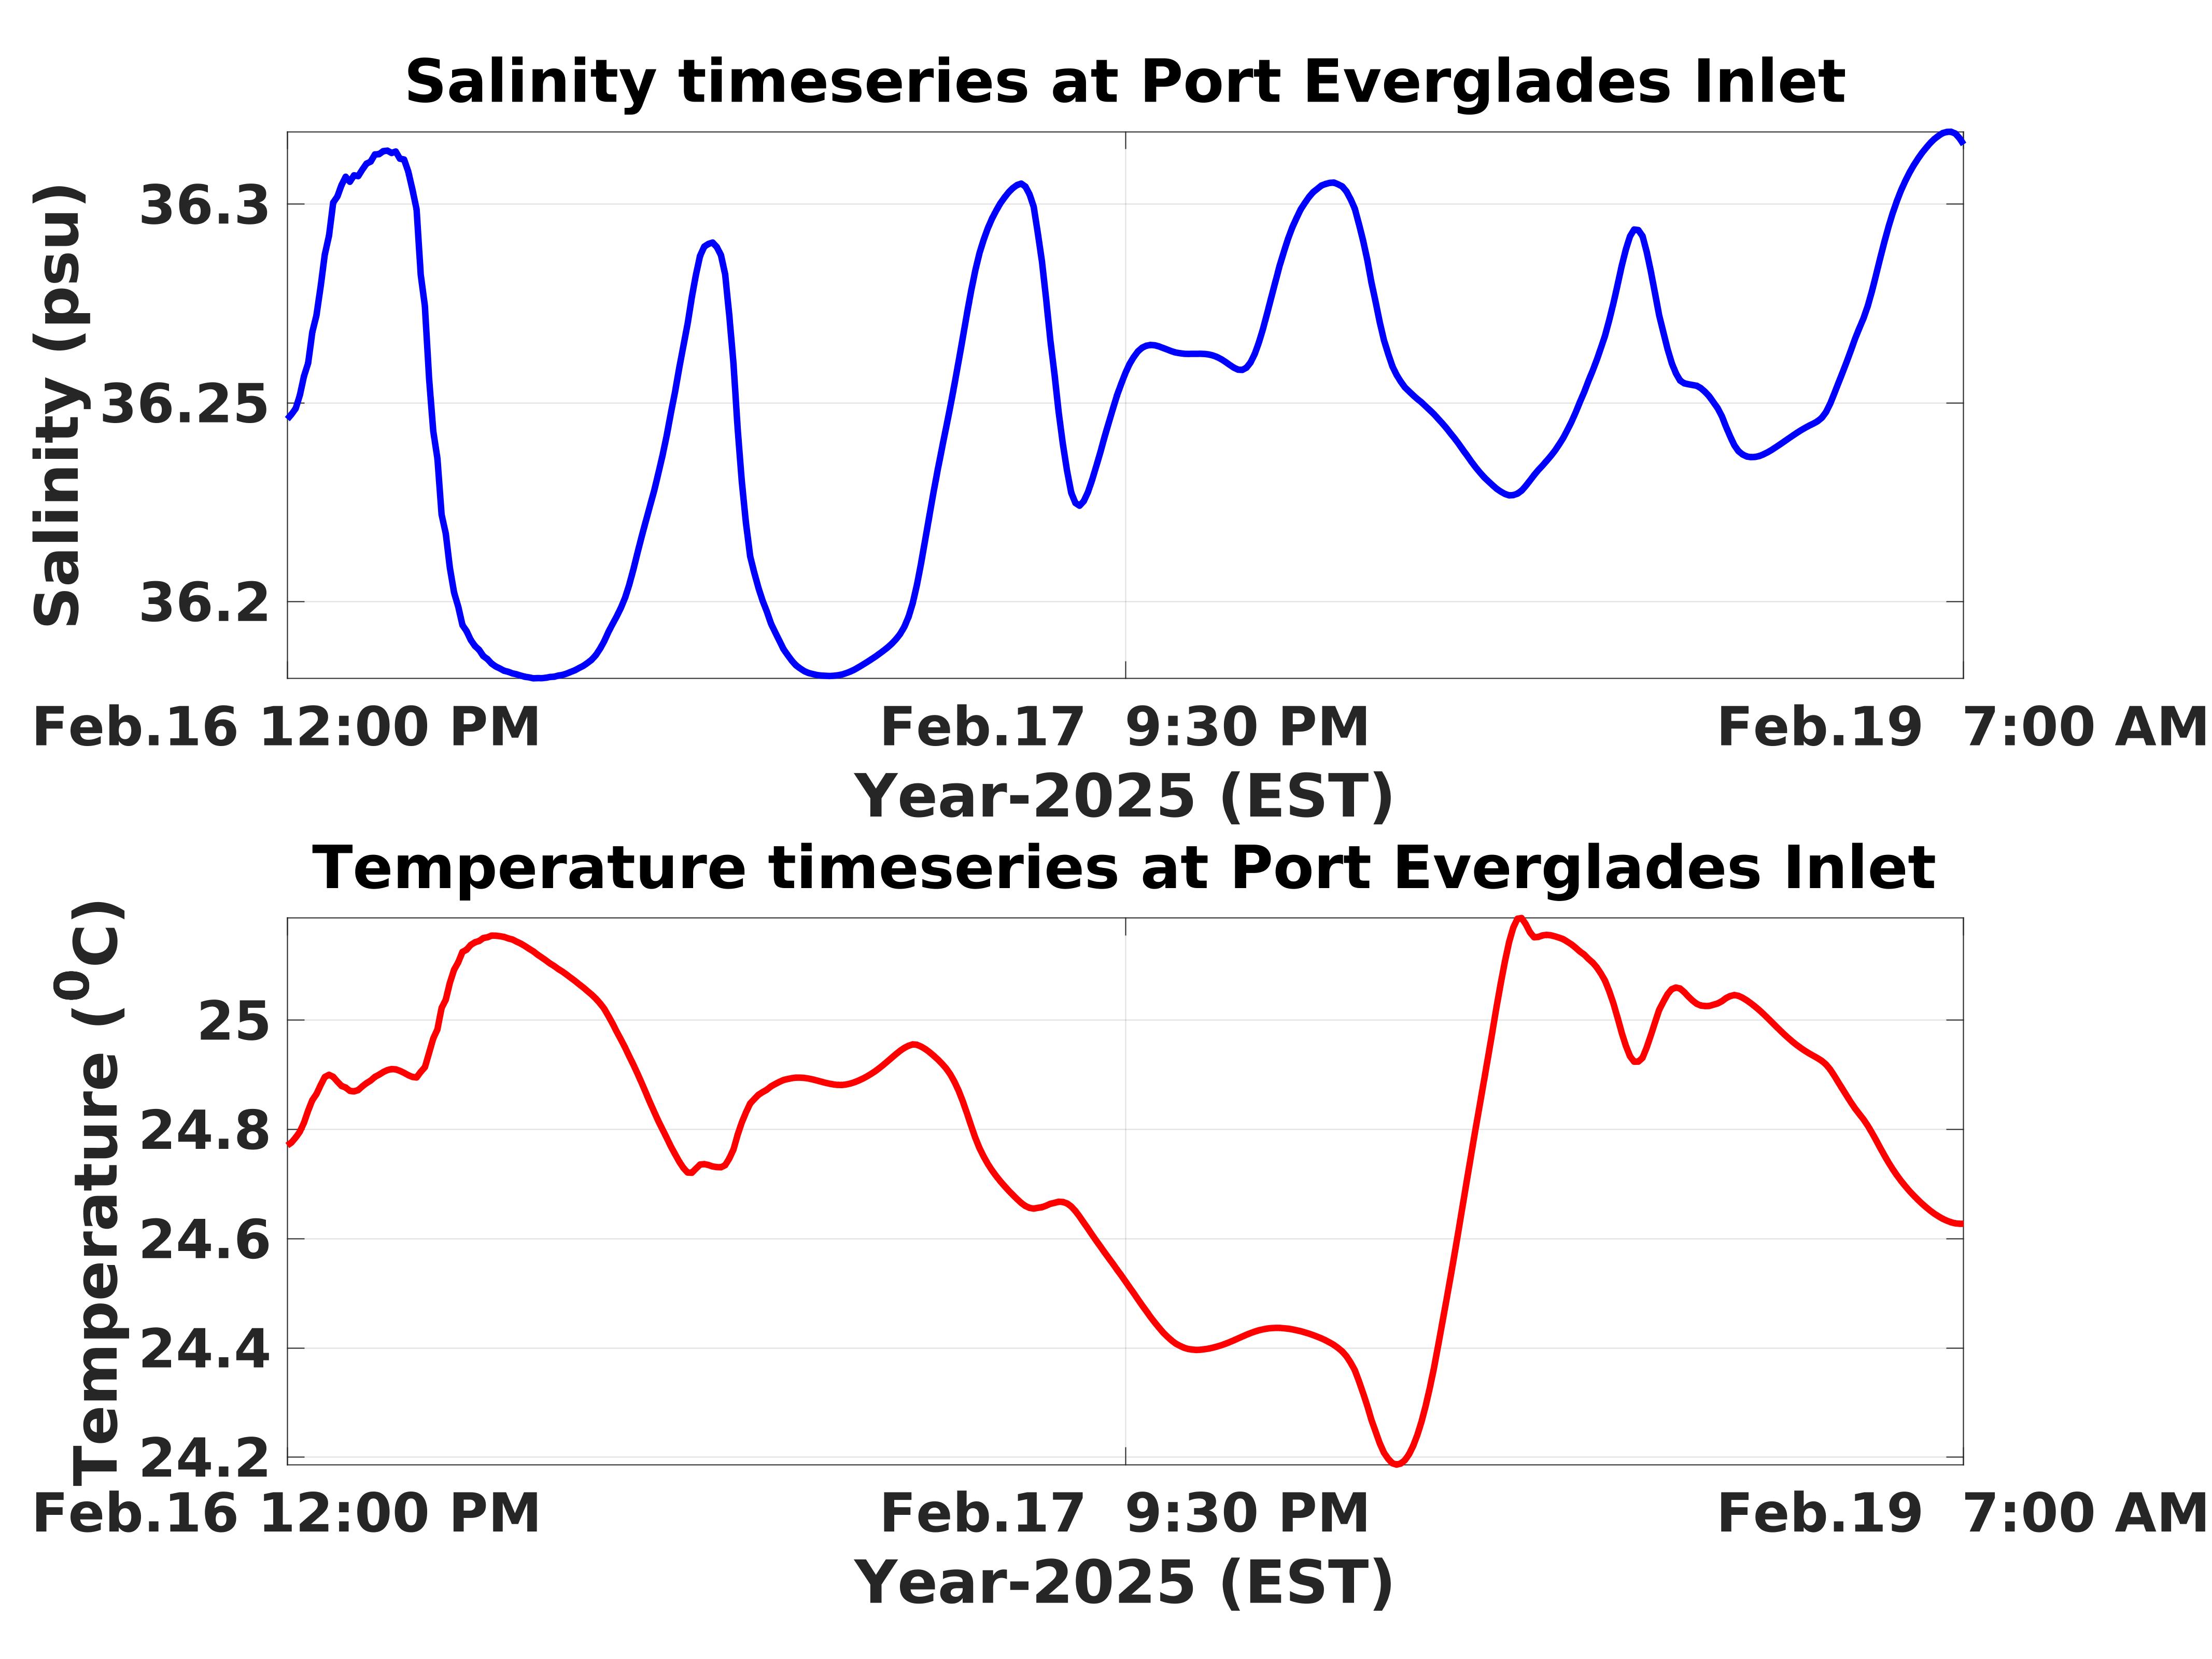 Salinity timeseries at Port Everglades Inlet
Salinity (psu)
36.3
36.25
36.2
Feb.16 12:00 PM Feb.17 9:30 PM Feb.19 7:00 AM
Year-2025 (EST)
Temperature timeseries at Port Everglades Inlet
Temperature (⁰C)
25
24.8
24.6
24.4
24.2
Feb.16 12:00 PM Feb.17 9:30 PM Feb.19 7:00 AM
Year-2025 (EST)